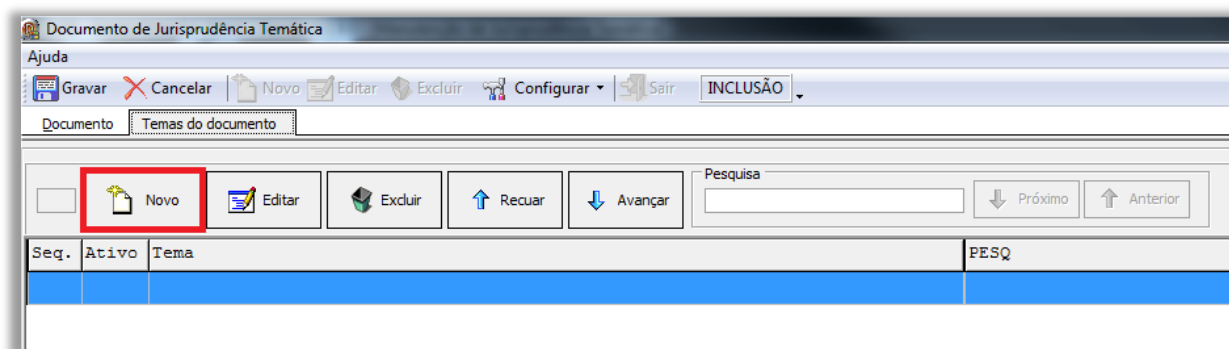 Documento de Jurisprudência Temática
Ajuda
Gravar Cancelar Novo Editar Excluir Configurar Sair INCLUSÃO
Documento Temas do documento
Pesquisa
Novo Editar Excluir Recuar Avançar Próximo Anterior
Seq. Ativo Tema PESQ